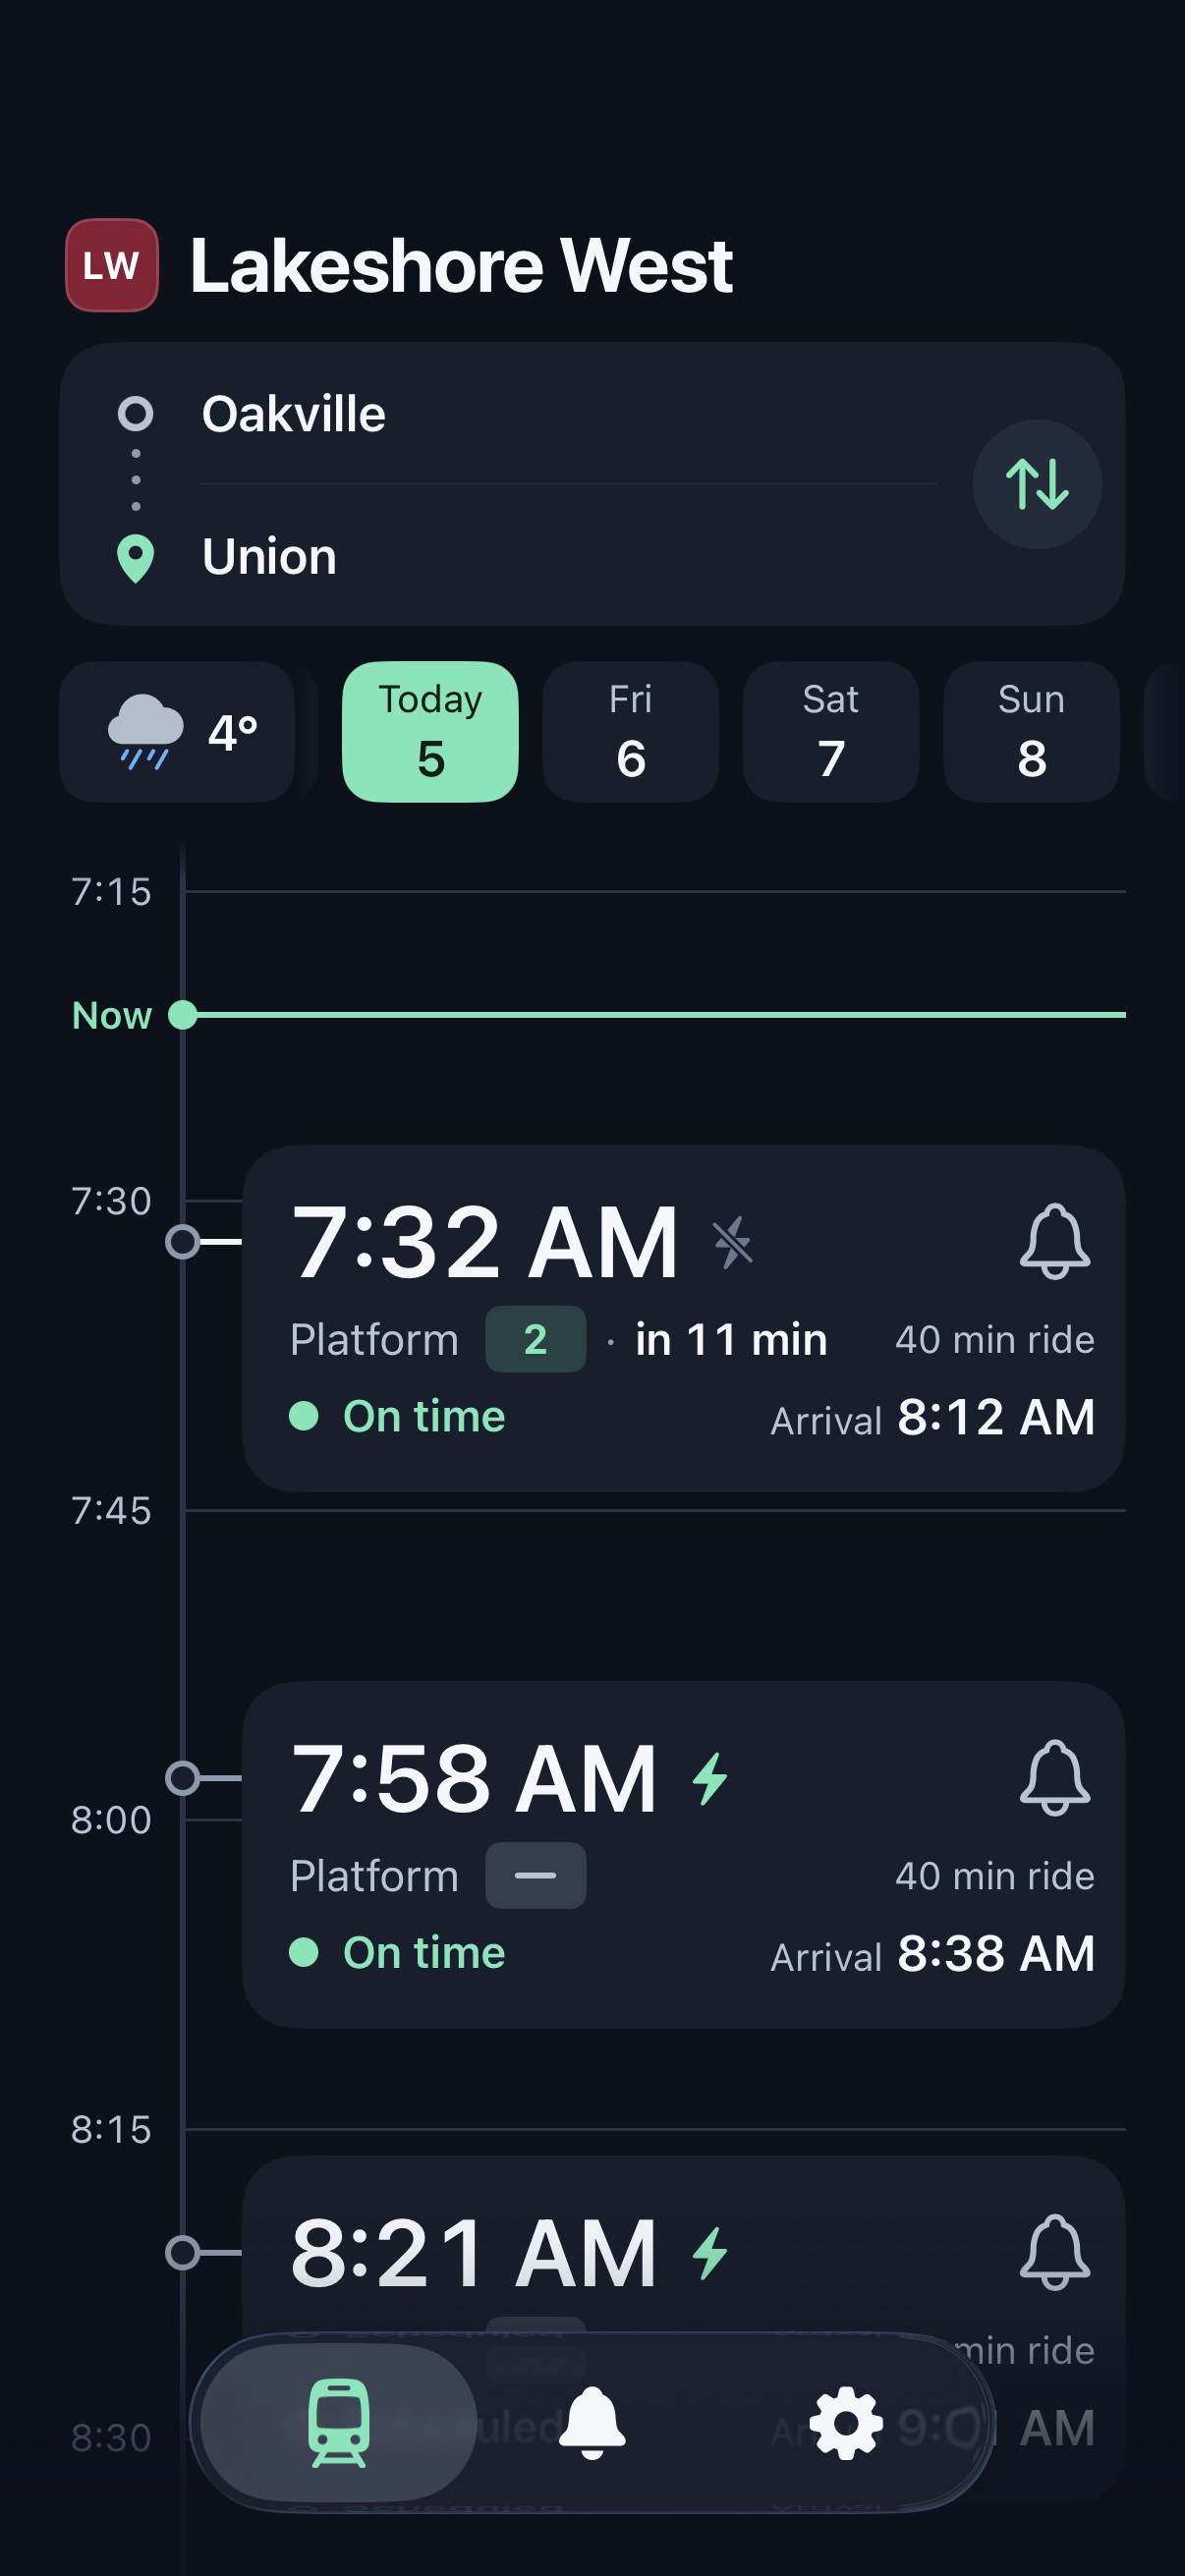 LW Lakeshore West
Oakville
Union
4°
Today
5
Fri
6
Sat
7
Sun
8
7:15
Now
7:30
7:32 AM
Platform 2 · in 11 min 40 min ride
On time Arrival 8:12 AM
7:45
7:58 AM
8:00
Platform — 40 min ride
On time Arrival 8:38 AM
8:15
8:21 AM
min ride
8:30 AM